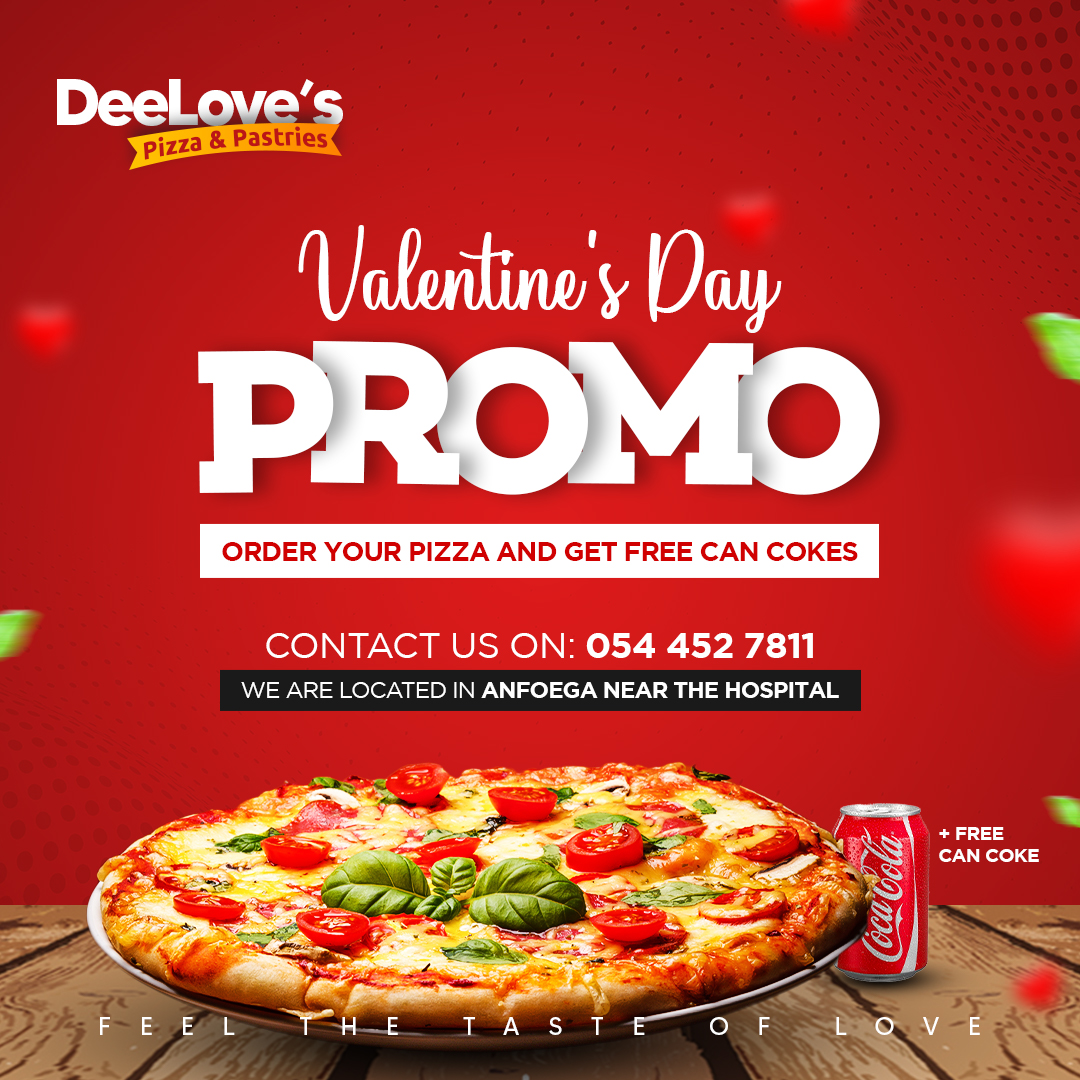 DeeLove's
Pizza & Pastries
Valentine's Day
PROMO
ORDER YOUR PIZZA AND GET FREE CAN COKES
CONTACT US ON: 054 452 7811
WE ARE LOCATED IN ANFOEGA NEAR THE HOSPITAL
+ FREE
CAN COKE
Coca-Cola
FEEL THE TASTE OF LOVE